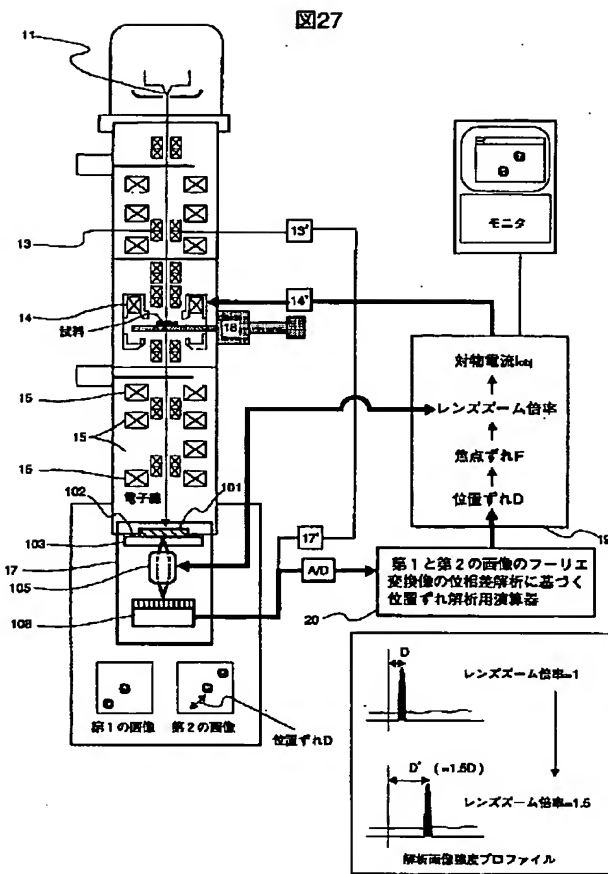 図27
11
13
13'
モニタ
14
14'
試料
18
対物電流Iobj
レンズズーム倍率
焦点ずれF
位置ずれD
15
15
16
電子線
102
101
103
17
105
108
17'
A/D
19
第1と第2の画像のフーリエ
変換像の位相差解析に基づく
位置ずれ解析用演算器
20
第1の画像
第2の画像
位置ずれD
D
レンズズーム倍率=1
D' (=1.5D)
レンズズーム倍率=1.5
解析画像強度プロファイル